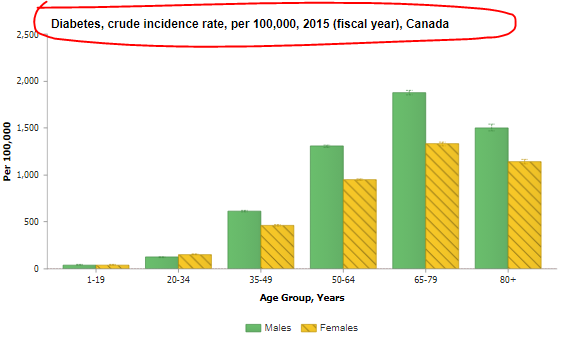 Diabetes, crude incidence rate, per 100,000, 2015 (fiscal year), Canada
2,500
2,000
1,500
1,000
500
0
Per 100,000
1-19 20-34 35-49 50-64 65-79 80+
Age Group, Years
Males Females